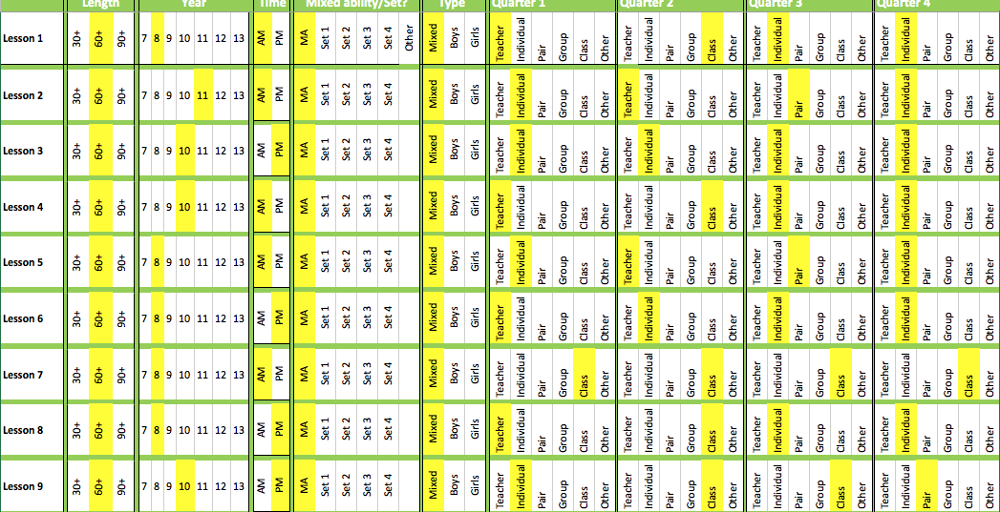 Length Year Time Mixed ability/Set? Type Quarter 1 Quarter 2 Quarter 3 Quarter 4
Lesson 1 30+ 60+ 90+ 7 8 9 10 11 12 13 AM PM MA Set 1 Set 2 Set 3 Set 4 Other Mixed Boys Girls Teacher Individual Pair Group Class Other Teacher Individual Pair Group Class Other Teacher Individual Pair Group Class Other Teacher Individual Pair Group Class Other
Lesson 2 30+ 60+ 90+ 7 8 9 10 11 12 13 AM PM MA Set 1 Set 2 Set 3 Set 4 Mixed Boys Girls Teacher Individual Pair Group Class Other Teacher Individual Pair Group Class Other Teacher Individual Pair Group Class Other Teacher Individual Pair Group Class Other
Lesson 3 30+ 60+ 90+ 7 8 9 10 11 12 13 AM PM MA Set 1 Set 2 Set 3 Set 4 Mixed Boys Girls Teacher Individual Pair Group Class Other Teacher Individual Pair Group Class Other Teacher Individual Pair Group Class Other Teacher Individual Pair Group Class Other
Lesson 4 30+ 60+ 90+ 7 8 9 10 11 12 13 AM PM MA Set 1 Set 2 Set 3 Set 4 Mixed Boys Girls Teacher Individual Pair Group Class Other Teacher Individual Pair Group Class Other Teacher Individual Pair Group Class Other Teacher Individual Pair Group Class Other
Lesson 5 30+ 60+ 90+ 7 8 9 10 11 12 13 AM PM MA Set 1 Set 2 Set 3 Set 4 Mixed Boys Girls Teacher Individual Pair Group Class Other Teacher Individual Pair Group Class Other Teacher Individual Pair Group Class Other Teacher Individual Pair Group Class Other
Lesson 6 30+ 60+ 90+ 7 8 9 10 11 12 13 AM PM MA Set 1 Set 2 Set 3 Set 4 Mixed Boys Girls Teacher Individual Pair Group Class Other Teacher Individual Pair Group Class Other Teacher Individual Pair Group Class Other Teacher Individual Pair Group Class Other
Lesson 7 30+ 60+ 90+ 7 8 9 10 11 12 13 AM PM MA Set 1 Set 2 Set 3 Set 4 Mixed Boys Girls Teacher Individual Pair Group Class Other Teacher Individual Pair Group Class Other Teacher Individual Pair Group Class Other Teacher Individual Pair Group Class Other
Lesson 8 30+ 60+ 90+ 7 8 9 10 11 12 13 AM PM MA Set 1 Set 2 Set 3 Set 4 Mixed Boys Girls Teacher Individual Pair Group Class Other Teacher Individual Pair Group Class Other Teacher Individual Pair Group Class Other Teacher Individual Pair Group Class Other
Lesson 9 30+ 60+ 90+ 7 8 9 10 11 12 13 AM PM MA Set 1 Set 2 Set 3 Set 4 Mixed Boys Girls Teacher Individual Pair Group Class Other Teacher Individual Pair Group Class Other Teacher Individual Pair Group Class Other Teacher Individual Pair Group Class Other